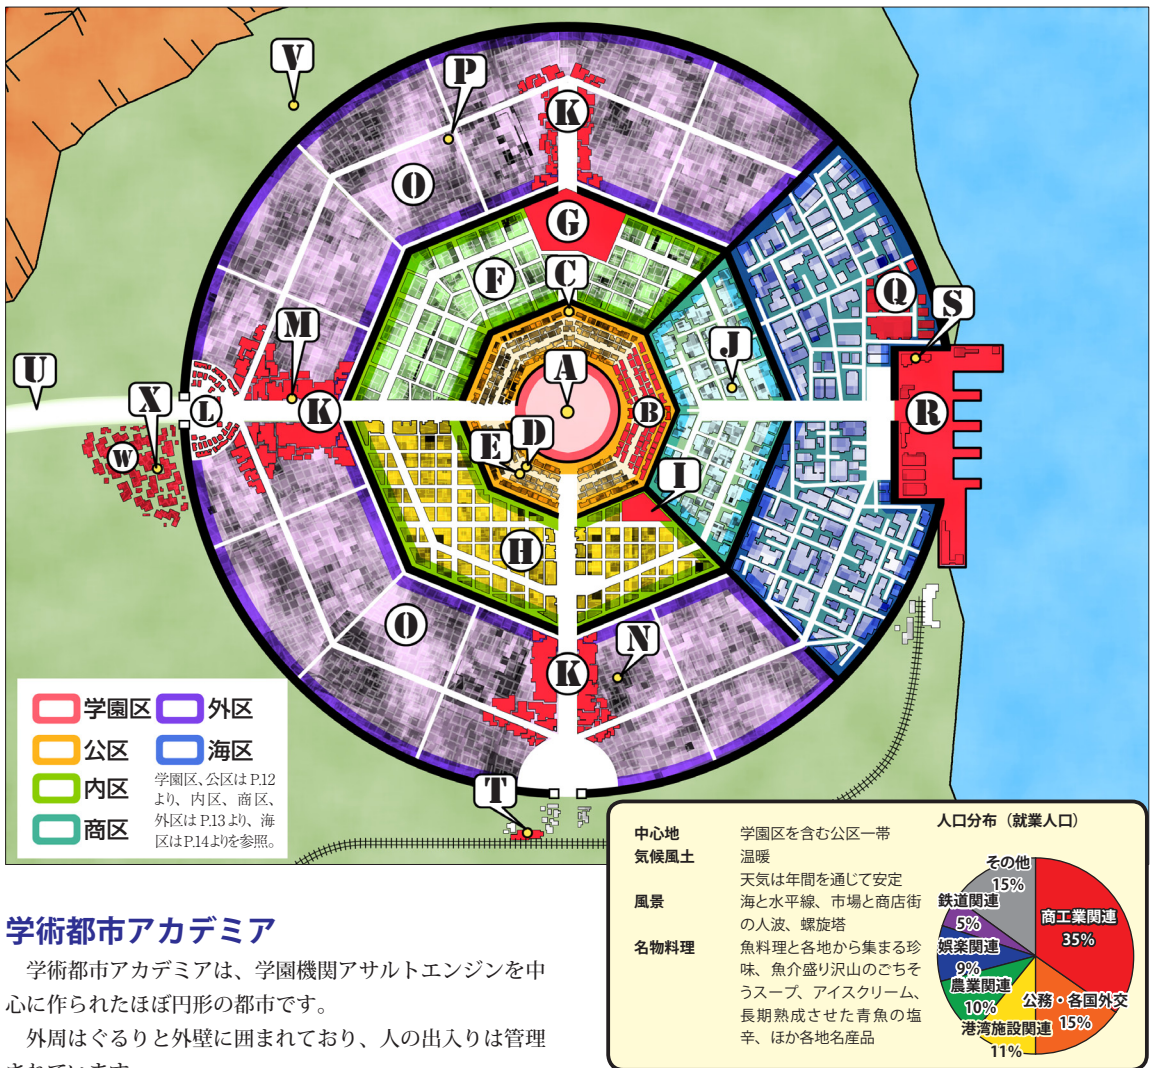 V
P
K
O
G
F
C
Q
S
M
J
U
X
L
K
A
B
R
W
E
D
I
H
O
N
K
T
学園区
外区
公区
海区
内区
商区
学園区、公区はP.12
より、内区、商区、
外区はP.13より、海
区はP.14よりを参照。
中心地 学園区を含む公区一帯
気候風土 温暖
天気は年間を通じて安定
風景 海と水平線、市場と商店街
の人波、螺旋塔
名物料理 魚料理と各地から集まる珍
味、魚介盛り沢山のごちそ
うスープ、アイスクリーム、
長期熟成させた青魚の塩
辛、ほか各地名産品
人口分布（就業人口）
その他
15%
鉄道関連
5%
娯楽関連
9%
農業関連
10%
港湾施設関連
11%
公務・各国外交
15%
商工業関連
35%
学術都市アカデミア
学術都市アカデミアは、学園機関アサルトエンジンを中
心に作られたほぼ円形の都市です。
外周はぐるりと外壁に囲まれており、人の出入りは管理